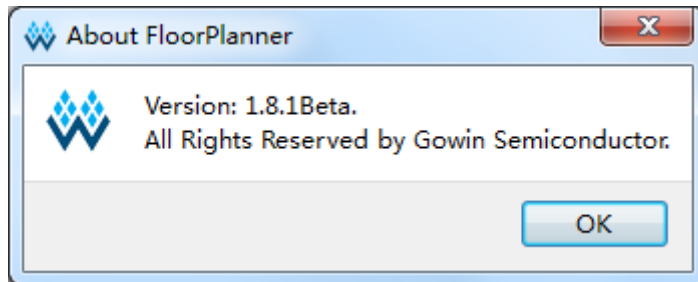 About FloorPlanner
Version: 1.8.1Beta.
All Rights Reserved by Gowin Semiconductor.
OK